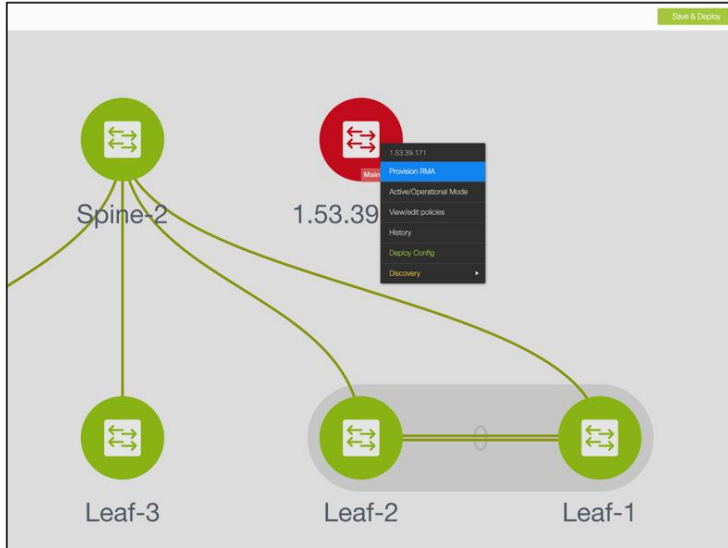 Save & Deploy
Main
1.53.39.171
Provision RMA
Active/Operational Mode
View/edit policies
History
Deploy Config
Discovery
Spine-2
1.53.39
Leaf-3
Leaf-2
Leaf-1